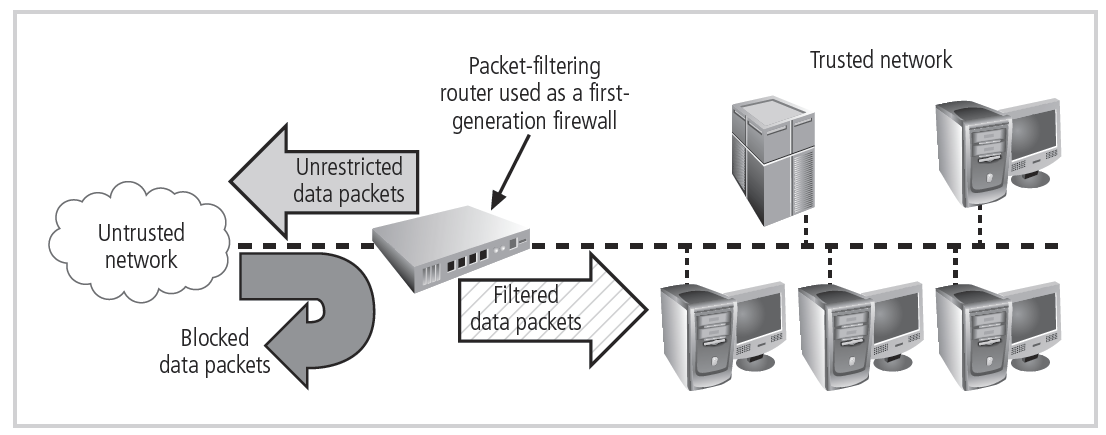 Packet-filtering
router used as a first-
generation firewall
Trusted network
Unrestricted
data packets
Untrusted
network
Filtered
data packets
Blocked
data packets